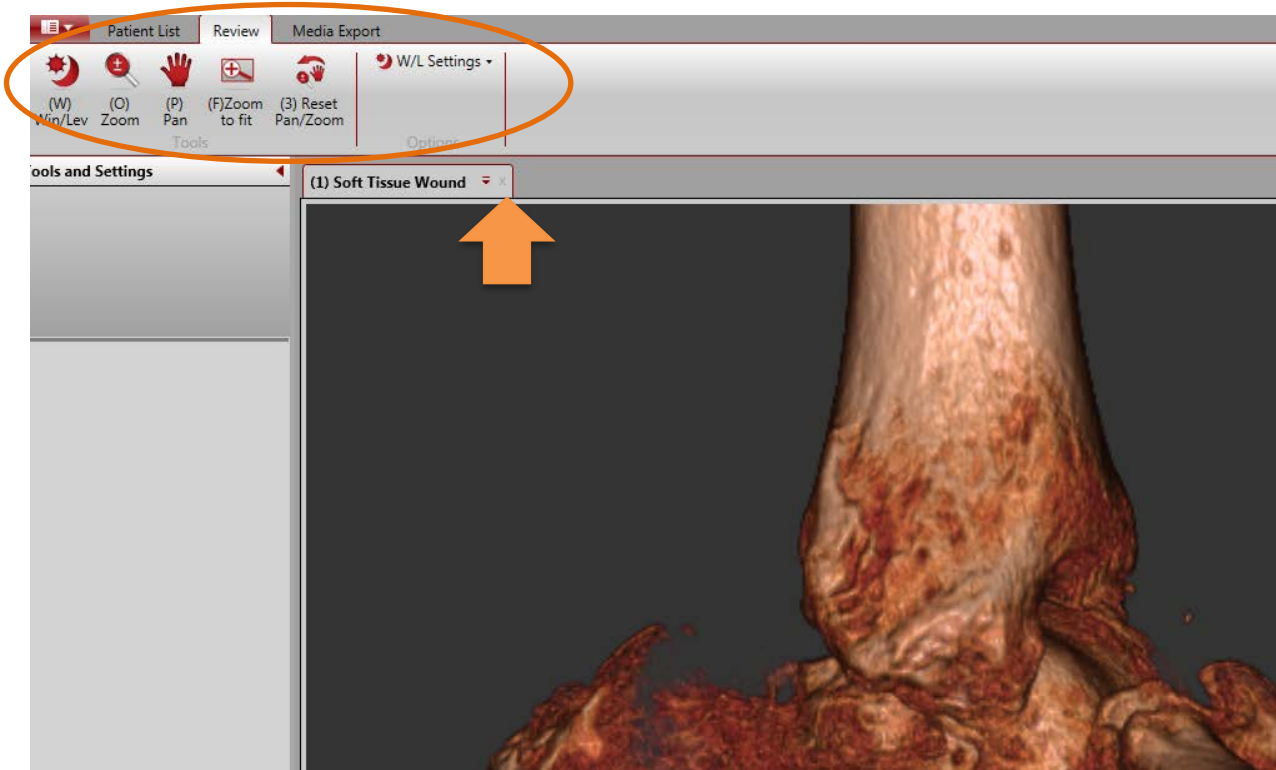 Patient List Review Media Export
W/L Settings
(W) (O) (P) (F)Zoom (3) Reset
Win/Lev Zoom Pan to fit Pan/Zoom
Tools Options
ools and Settings
(1) Soft Tissue Wound x